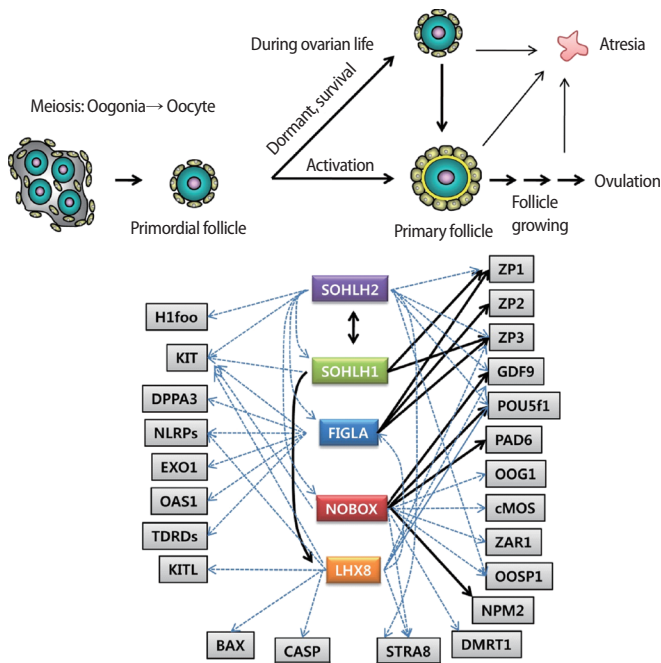 During ovarian life
Atresia
Meiosis: Oogonia→ Oocyte
Dormant, survival
Activation
Primordial follicle
Primary follicle
Follicle
growing
Ovulation
SOHLH2
SOHLH1
FIGLA
NOBOX
LHX8
H1foo
KIT
DPPA3
NLRPs
EXO1
OAS1
TDRDs
KITL
BAX
CASP
STRA8
DMRT1
ZP1
ZP2
ZP3
GDF9
POU5f1
PAD6
OOG1
cMOS
ZAR1
OOSP1
NPM2